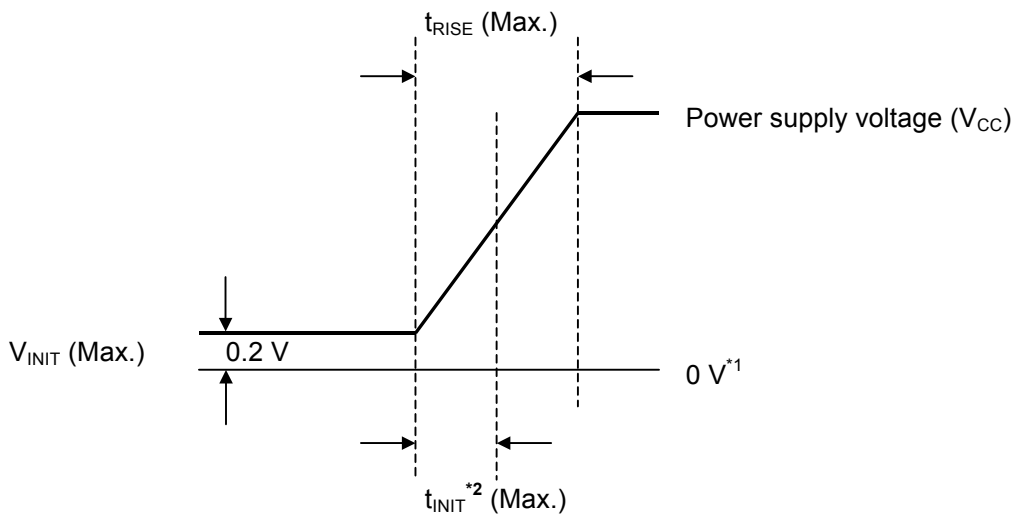 tRISE (Max.)
Power supply voltage (VCC)
VINIT (Max.)
0.2 V
0 V*1
tINIT*2 (Max.)